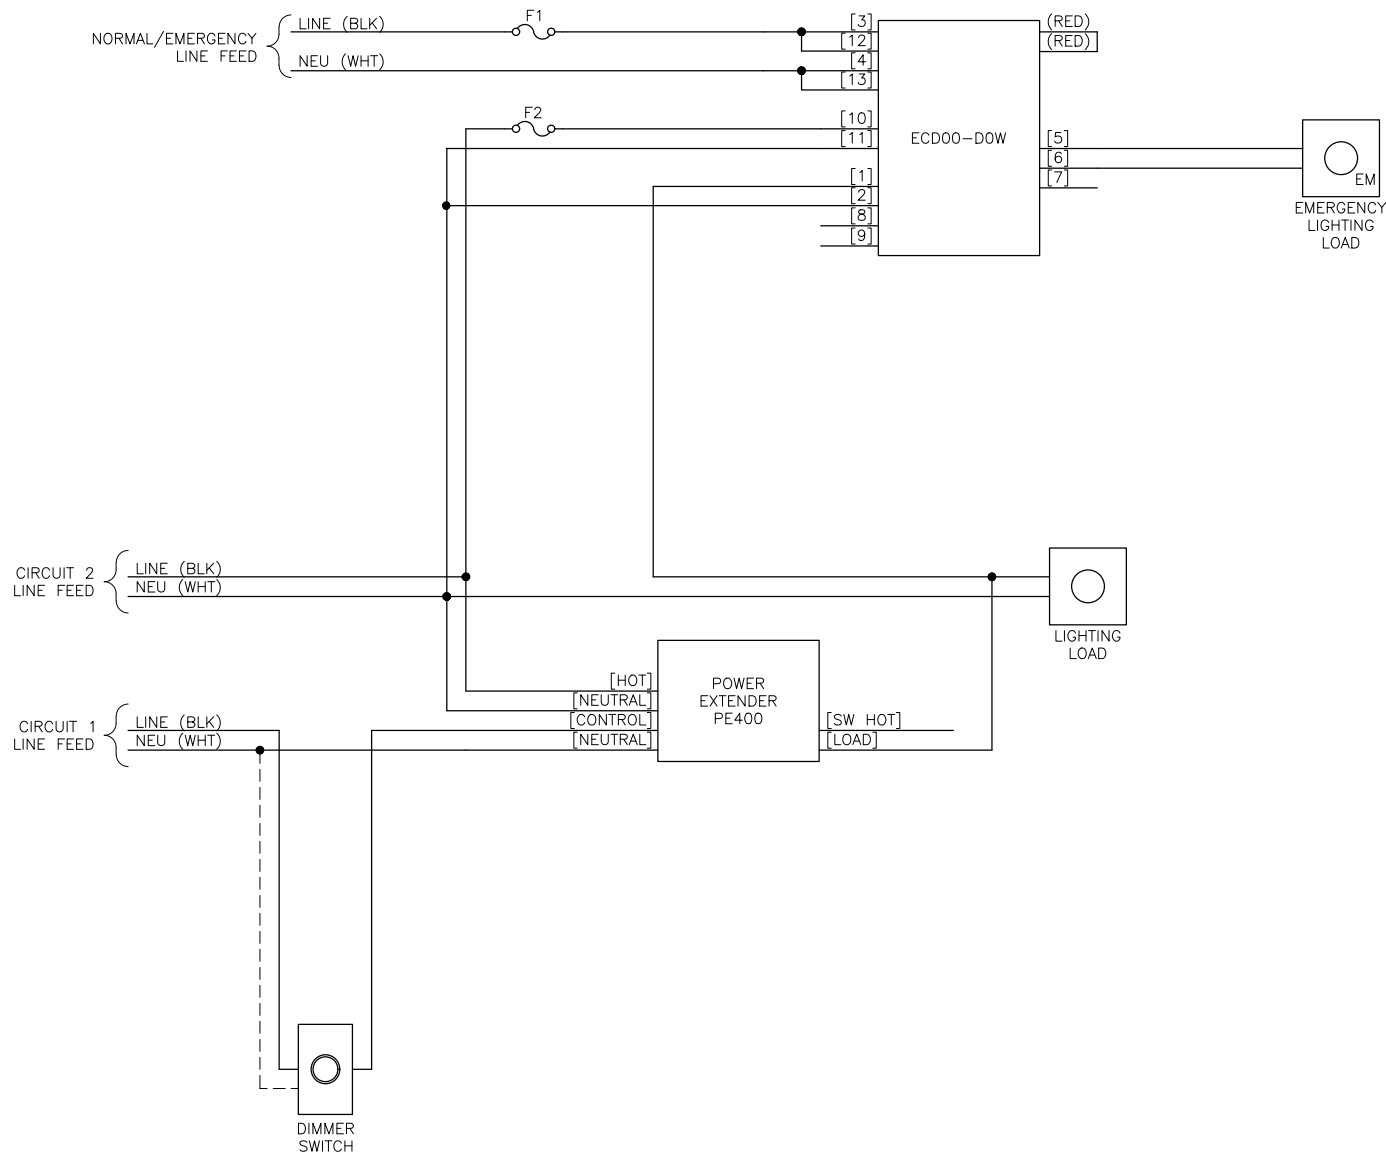 NORMAL/EMERGENCY
LINE FEED
LINE (BLK)
F1
NEU (WHT)
[3]
[12]
[4]
[13]
F2
[10]
[11]
[1]
[2]
[8]
[9]
ECD00-D0W
(RED)
(RED)
[5]
[6]
[7]
EM
EMERGENCY
LIGHTING
LOAD
CIRCUIT 2
LINE FEED
LINE (BLK)
NEU (WHT)
LIGHTING
LOAD
[HOT]
[NEUTRAL]
[CONTROL]
[NEUTRAL]
POWER
EXTENDER
PE400
[SW HOT]
[LOAD]
CIRCUIT 1
LINE FEED
LINE (BLK)
NEU (WHT)
DIMMER
SWITCH